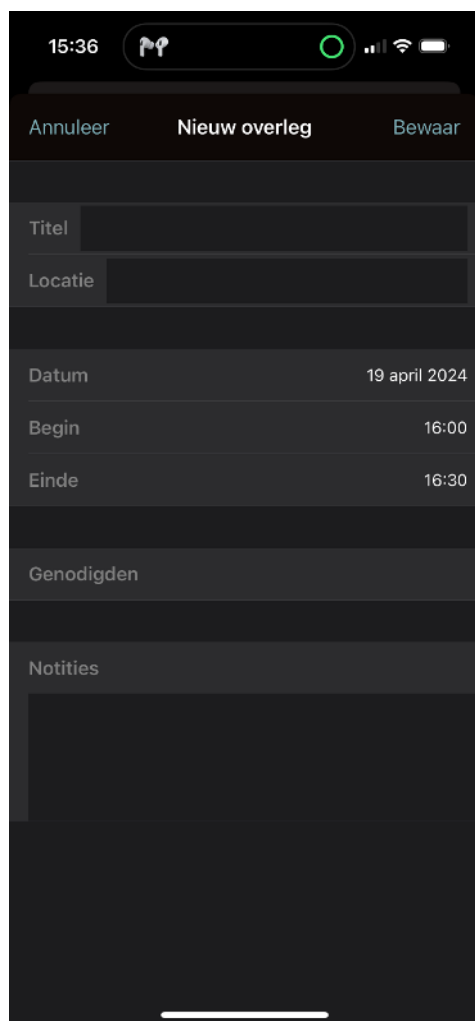 15:36
Annuleer Nieuw overleg Bewaar
Titel
Locatie
Datum 19 april 2024
Begin 16:00
Einde 16:30
Genodigden
Notities